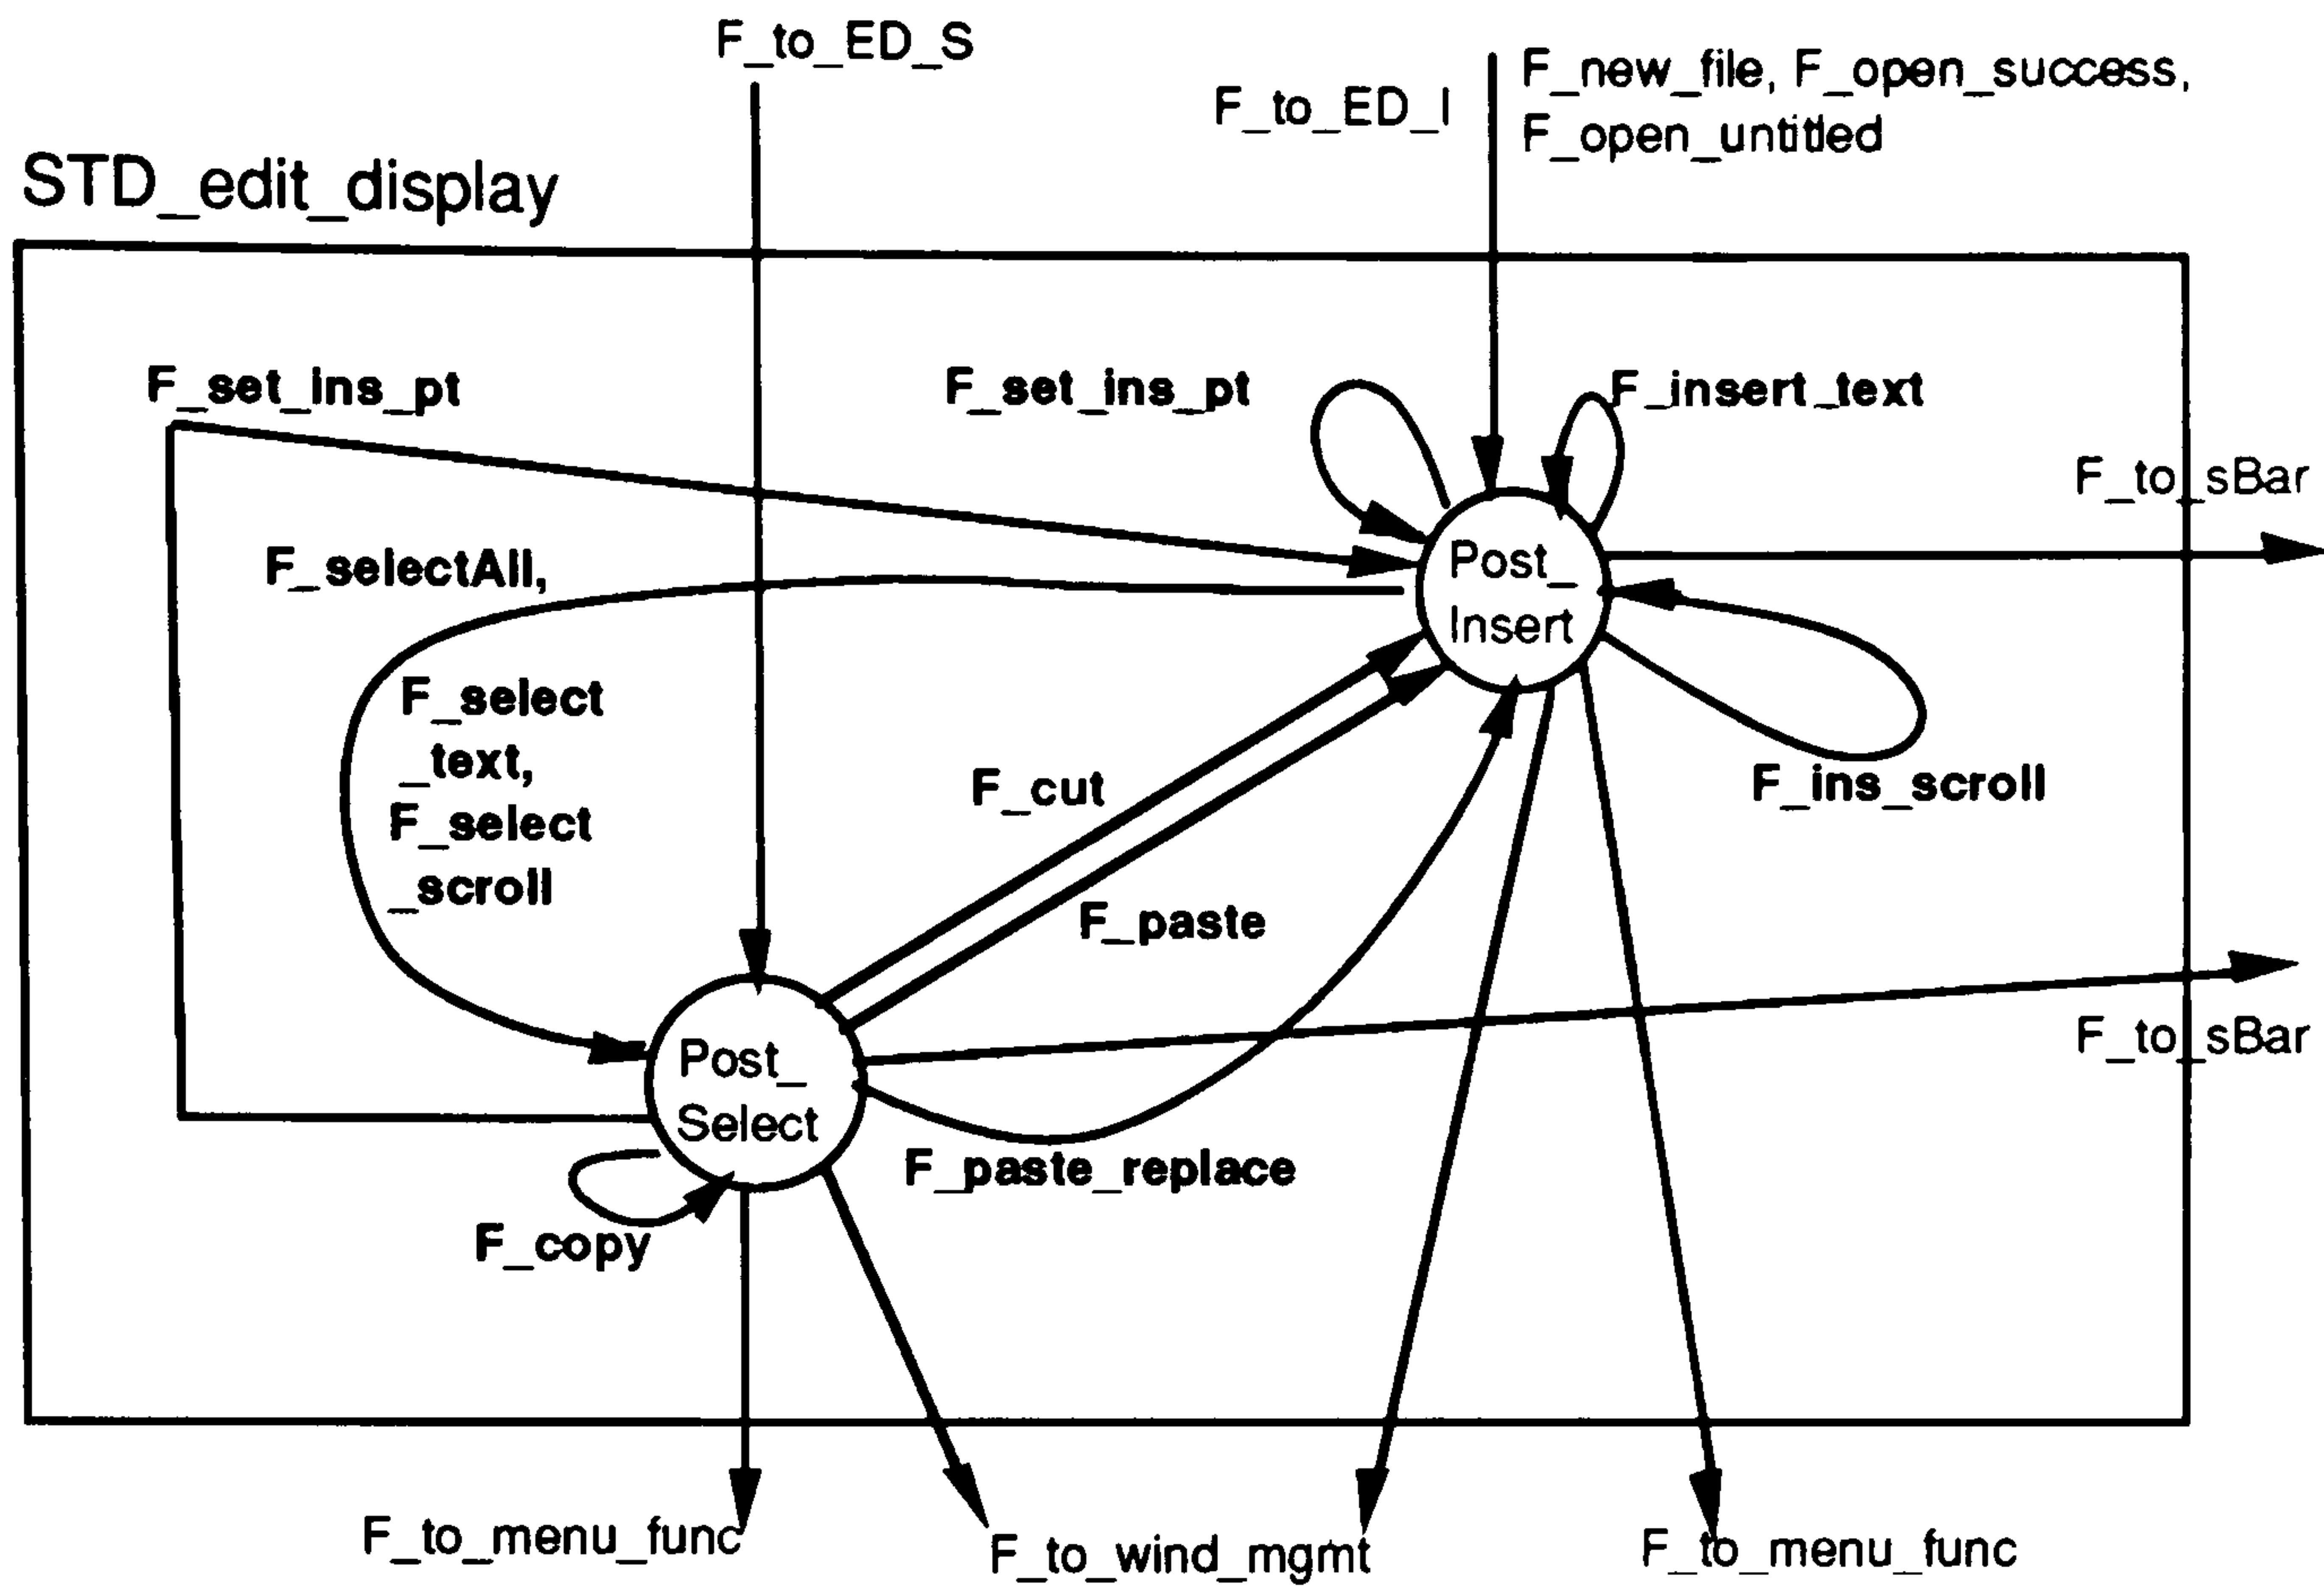 F_to_ED_S
F_to_ED_I
F_new_file, F_open_success,
F_open_untitled
STD_edit_display
F_set_ins_pt
F_set_ins_pt
F_insert_text
F_to_sBar
F_selectAll,
Post_
Insert
F_select
_text,
F_select
_scroll
F_cut
F_ins_scroll
F_paste
F_to_sBar
Post_
Select
F_paste_replace
F_copy
F_to_menu_func
F_to_wind_mgmt
F_to_menu_func